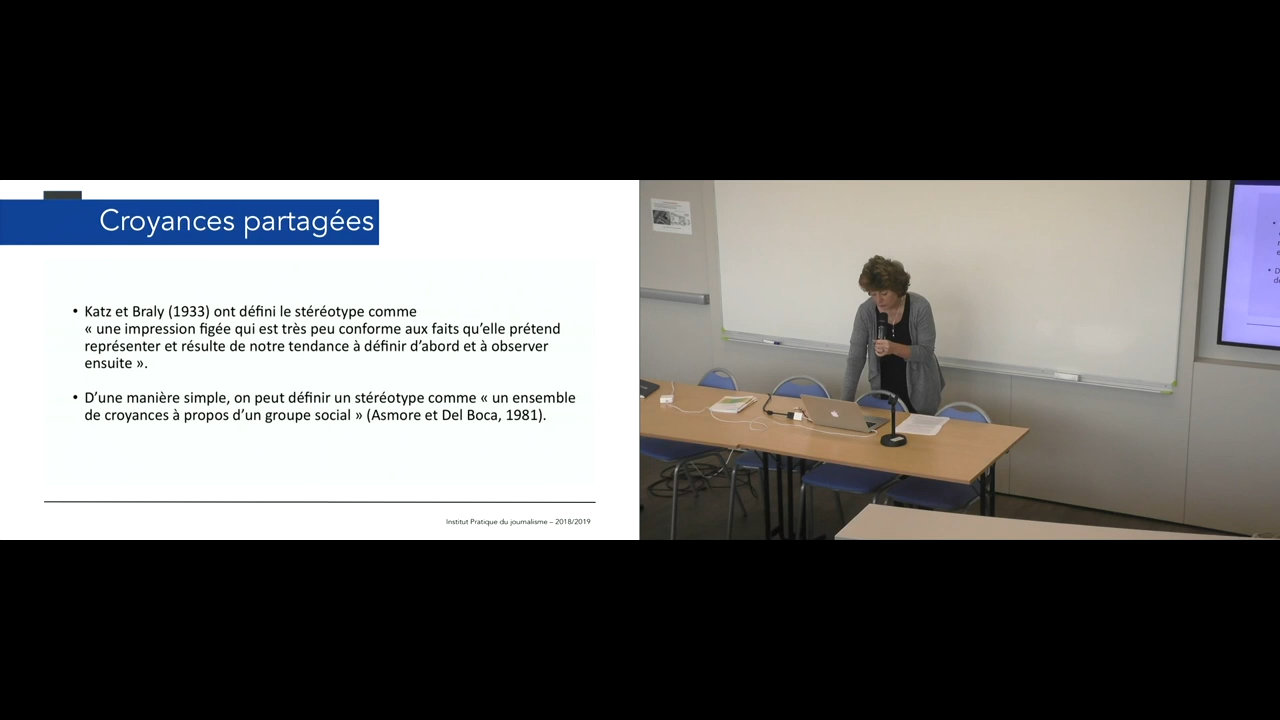 Croyances partagées
• Katz et Braly (1933) ont défini le stéréotype comme
« une impression figée qui est très peu conforme aux faits qu’elle prétend
représenter et résulte de notre tendance à définir d’abord et à observer
ensuite ».
• D’une manière simple, on peut définir un stéréotype comme « un ensemble
de croyances à propos d’un groupe social » (Asmore et Del Boca, 1981).
Institut Pratique du journalisme – 2018/2019